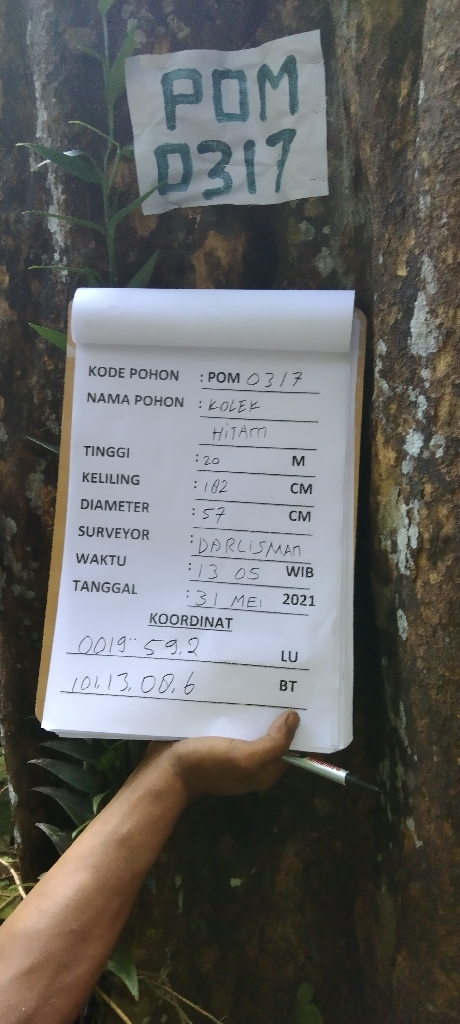 POM
0317
KODE POHON : POM 0317
NAMA POHON : KOLEK
HITAM
TINGGI : 20 M
KELILING : 182 CM
DIAMETER : 57 CM
SURVEYOR : DARLISMAN
WAKTU : 13 05 WIB
TANGGAL : 31 MEI 2021
KOORDINAT
0019" 59.2 LU
101.13.08.6 BT